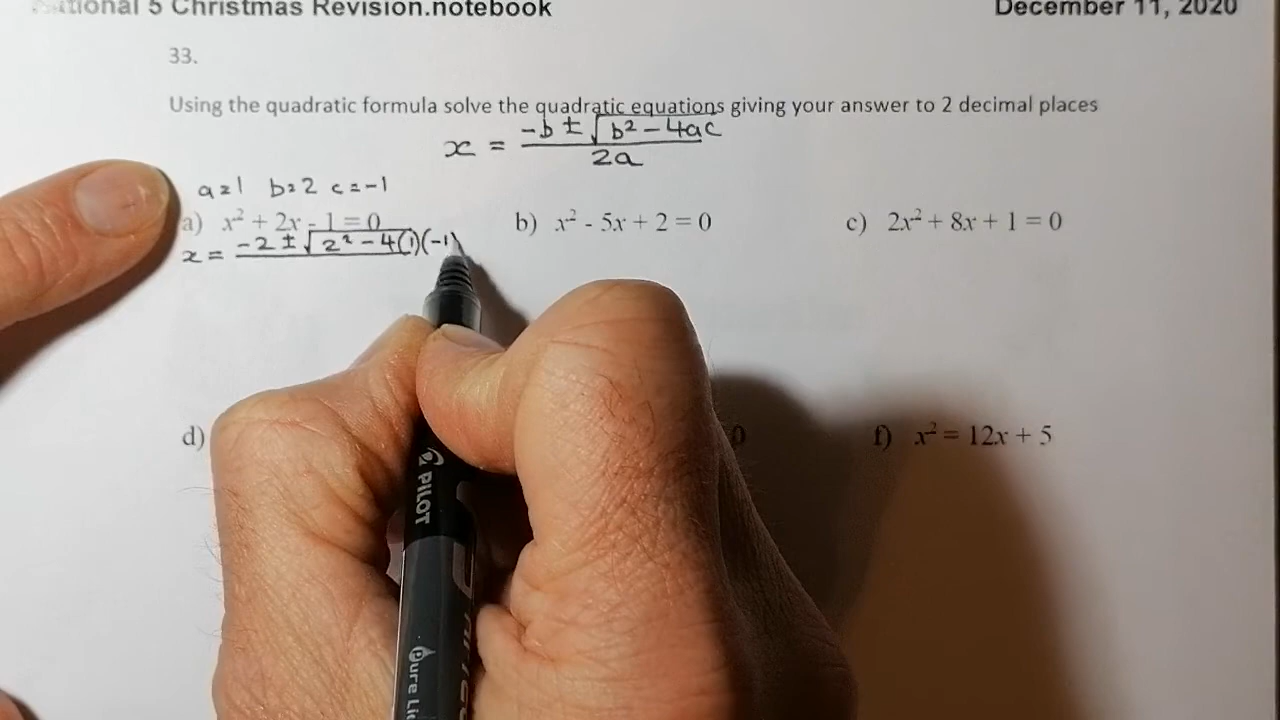 5 Christmas Revision.notebook
December 11, 2020
33.
Using the quadratic formula solve the quadratic equations giving your answer to 2 decimal places
x = -b ± √b² - 4ac / 2a
a=1 b=2 c=-1
a) x² + 2x - 1 = 0
b) x² - 5x + 2 = 0
c) 2x² + 8x + 1 = 0
x = -2 ± √2² - 4(1)(-1)
d)
0
f) x² = 12x + 5
PILOT